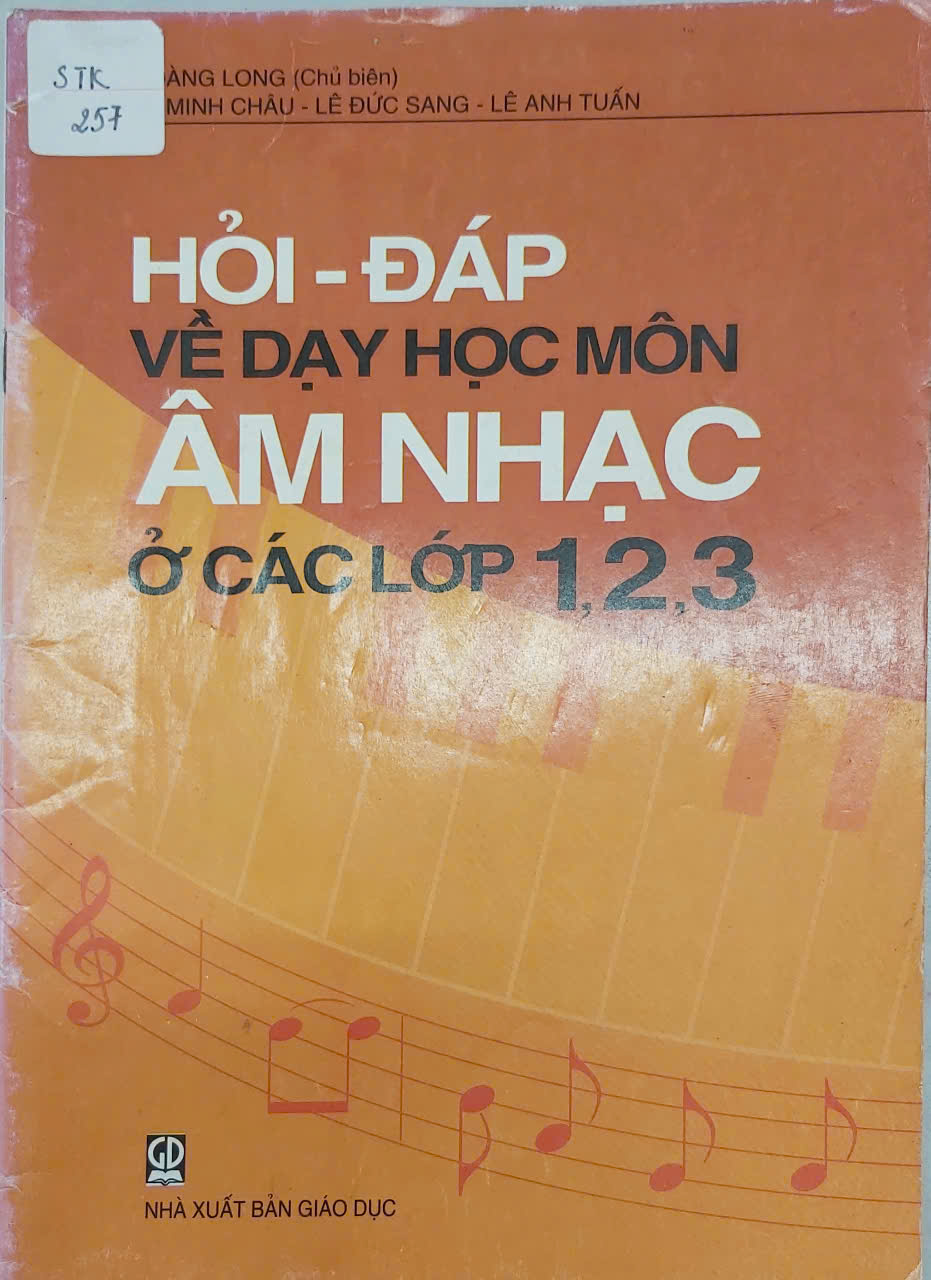 STK
257
OÀNG LONG (Chủ biên)
MINH CHÂU - LÊ ĐỨC SANG - LÊ ANH TUẤN
HỎI - ĐÁP
VỀ DẠY HỌC MÔN
ÂM NHẠC
Ở CÁC LỚP 1, 2, 3
GD
NHÀ XUẤT BẢN GIÁO DỤC